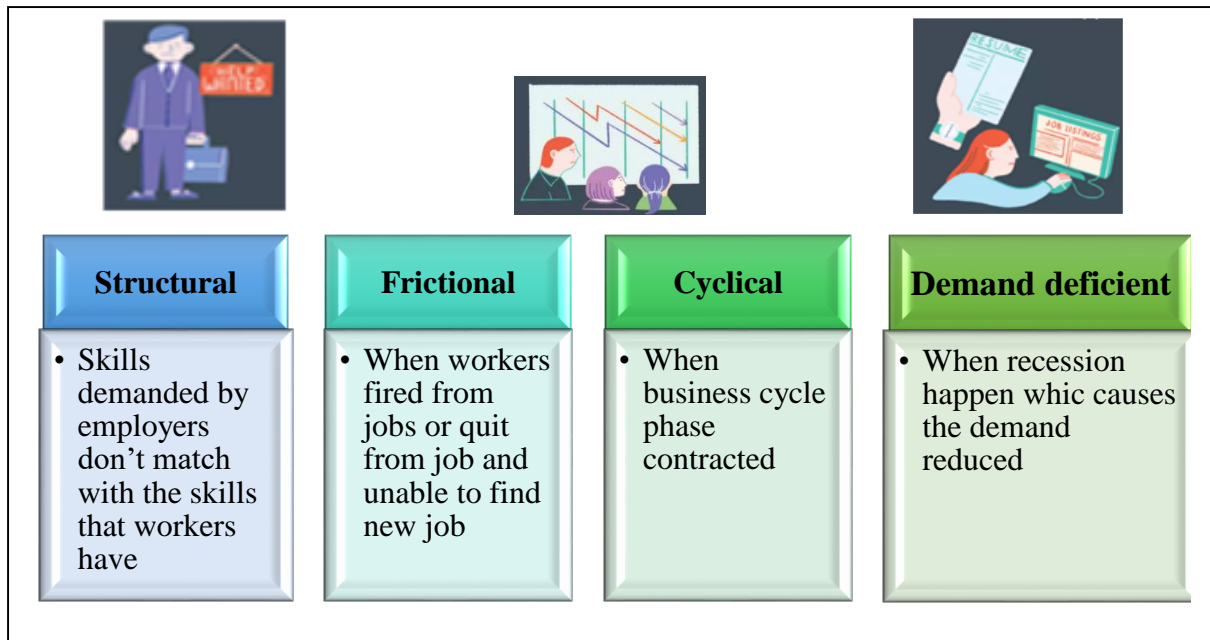 HELP
WANTED
RESUME
JOB LISTINGS
Structural
• Skills
demanded by
employers
don’t match
with the skills
that workers
have
Frictional
• When workers
fired from
jobs or quit
from job and
unable to find
new job
Cyclical
• When
business cycle
phase
contracted
Demand deficient
• When recession
happen whic causes
the demand
reduced